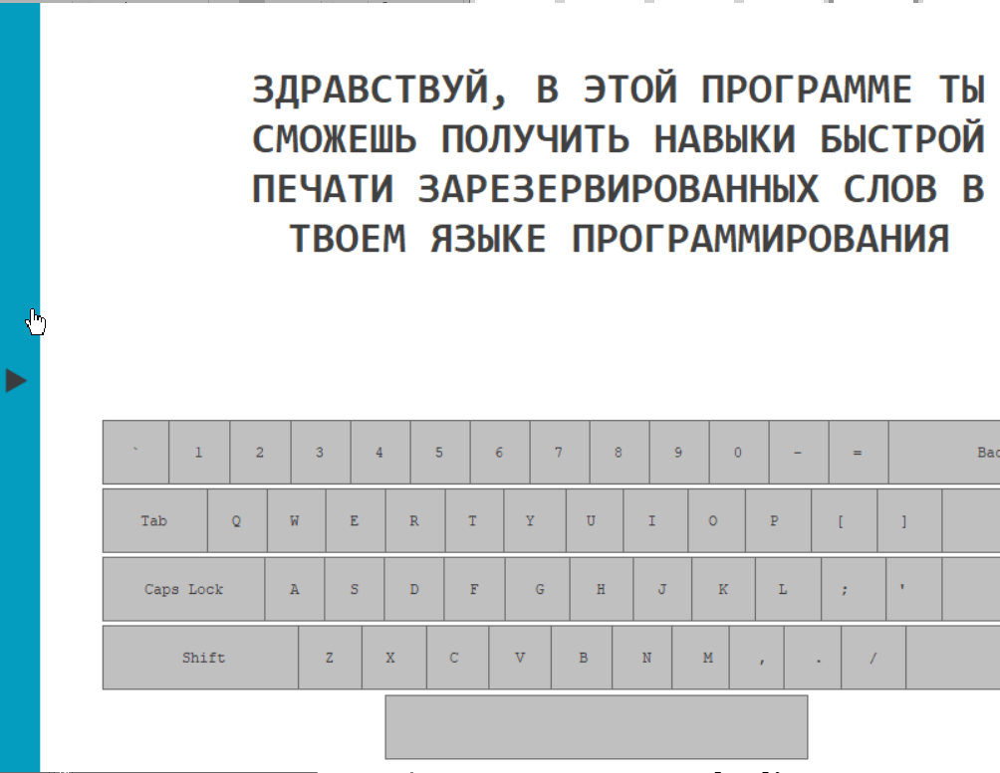 ЗДРАВСТВУЙ, В ЭТОЙ ПРОГРАММЕ ТЫ
СМОЖЕШЬ ПОЛУЧИТЬ НАВЫКИ БЫСТРОЙ
ПЕЧАТИ ЗАРЕЗЕРВИРОВАННЫХ СЛОВ В
ТВОЕМ ЯЗЫКЕ ПРОГРАММИРОВАНИЯ
` 1 2 3 4 5 6 7 8 9 0 - = Bac
Tab Q W E R T Y U I O P [ ]
Caps Lock A S D F G H J K L ; '
Shift Z X C V B N M , . /